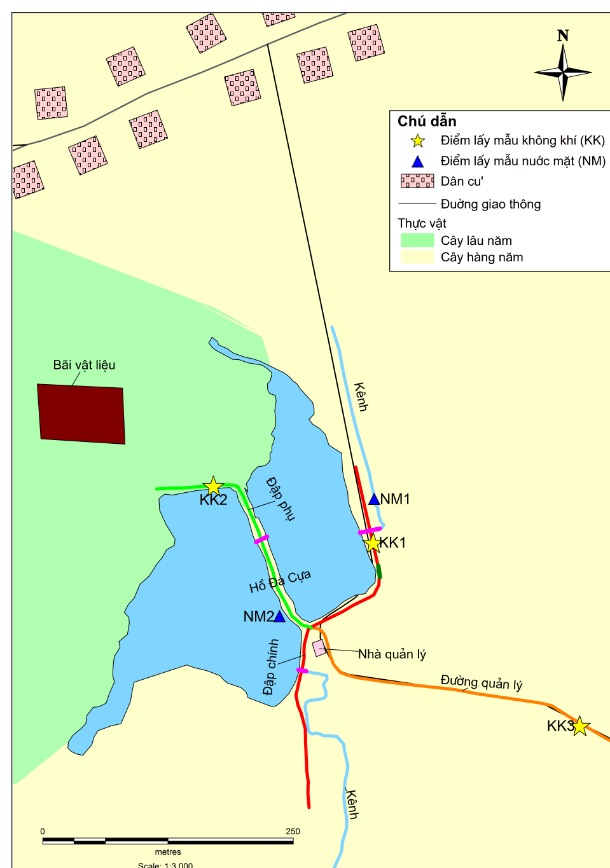 N
Chú dẫn
Điểm lấy mẫu không khí (KK)
Điểm lấy mẫu nước mặt (NM)
Dân cư'
Đường giao thông
Thực vật
Cây lâu năm
Cây hàng năm
Bãi vật liệu
Kênh
KK2
Đập phụ
NM1
KK1
Hồ Đá Cựa
NM2
Đập chính
Nhà quản lý
Đường quản lý
KK3
Kênh
0
250
metres
Scale: 1:3.000